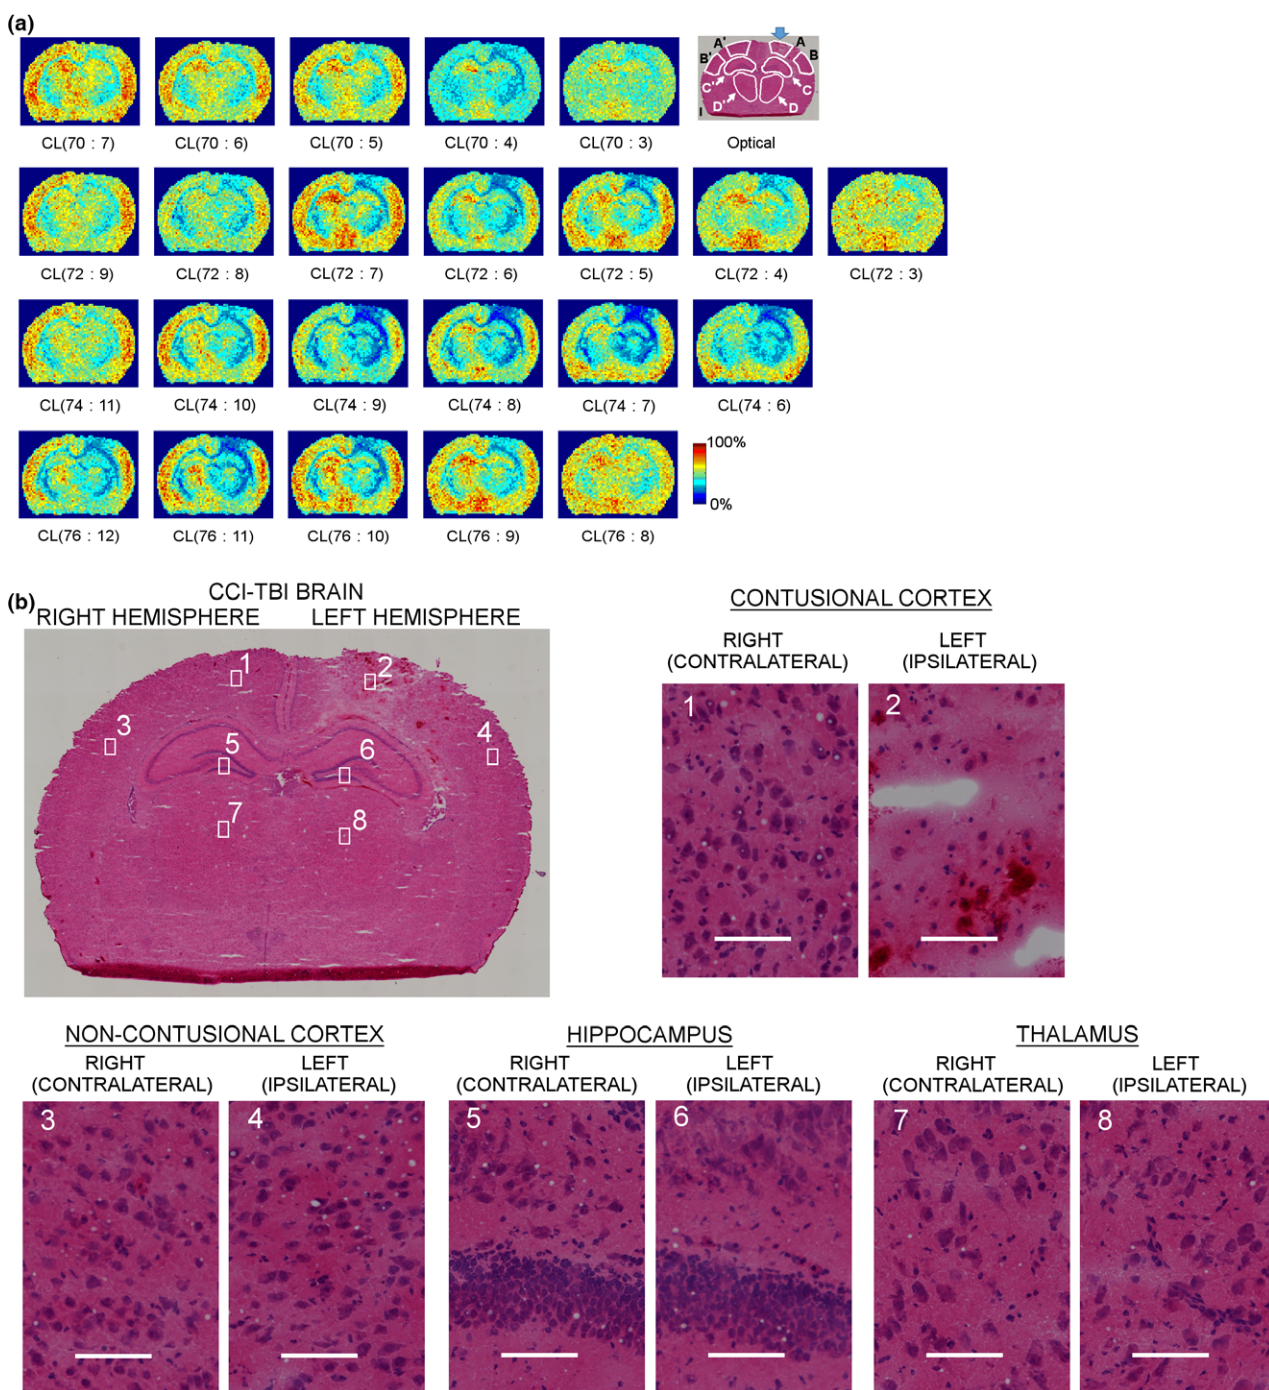 (a)
A' A
B' B
C' C
D' D
I
CL(70 : 7) CL(70 : 6) CL(70 : 5) CL(70 : 4) CL(70 : 3) Optical
CL(72 : 9) CL(72 : 8) CL(72 : 7) CL(72 : 6) CL(72 : 5) CL(72 : 4) CL(72 : 3)
CL(74 : 11) CL(74 : 10) CL(74 : 9) CL(74 : 8) CL(74 : 7) CL(74 : 6)
100%
0%
CL(76 : 12) CL(76 : 11) CL(76 : 10) CL(76 : 9) CL(76 : 8)
(b)
CCI-TBI BRAIN
RIGHT HEMISPHERE LEFT HEMISPHERE
1 2
3 4
5 6
7 8
CONTUSIONAL CORTEX
RIGHT LEFT
(CONTRALATERAL) (IPSILATERAL)
1 2
NON-CONTUSIONAL CORTEX HIPPOCAMPUS THALAMUS
RIGHT LEFT RIGHT LEFT RIGHT LEFT
(CONTRALATERAL) (IPSILATERAL) (CONTRALATERAL) (IPSILATERAL) (CONTRALATERAL) (IPSILATERAL)
3 4 5 6 7 8